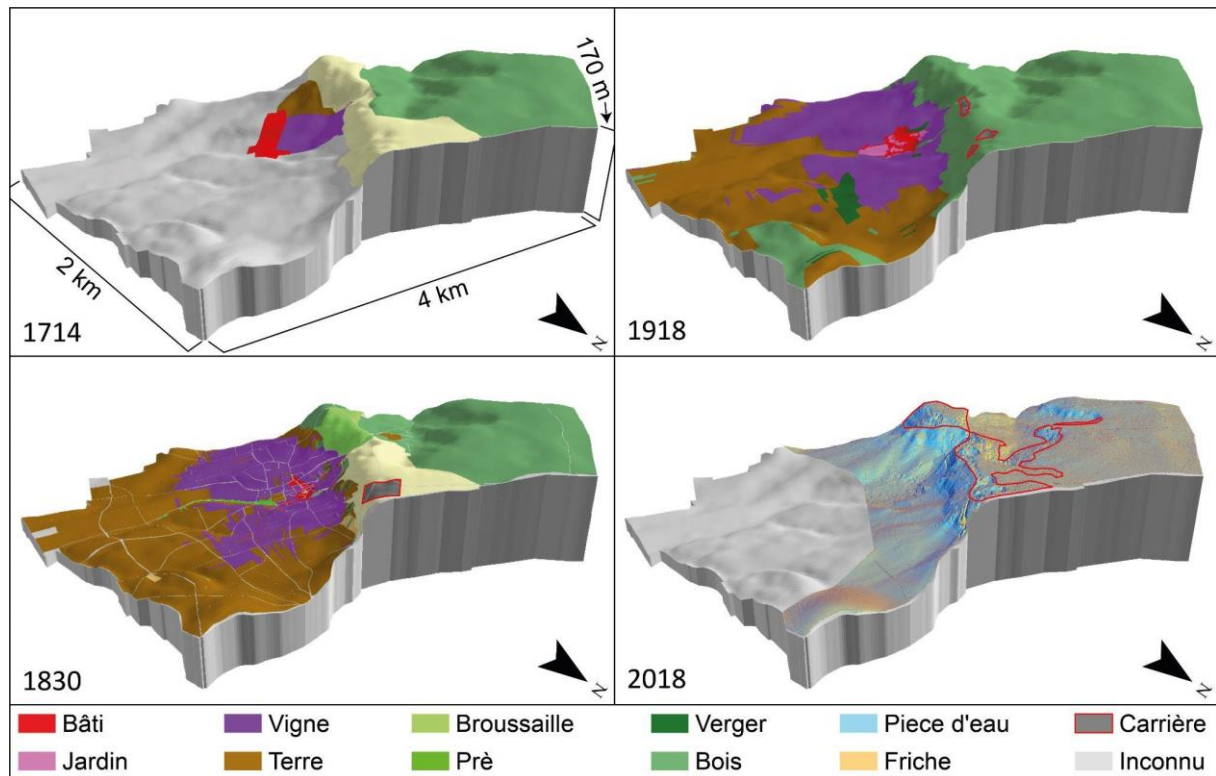 170 m
2 km
4 km
N
1714
N
1918
N
1830
N
2018
Bâti
Vigne
Broussaille
Verger
Piece d'eau
Carrière
Jardin
Terre
Prè
Bois
Friche
Inconnu